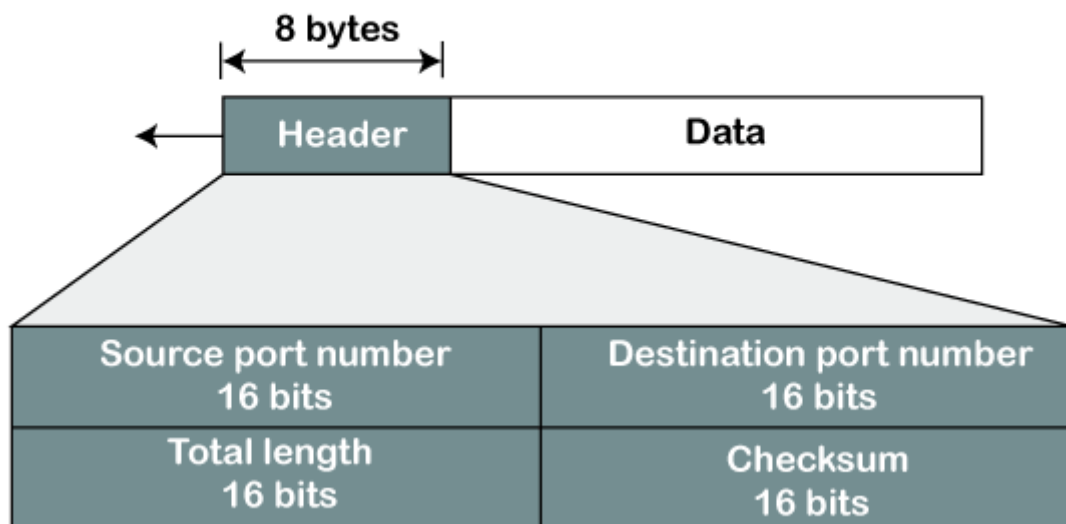 8 bytes
Header
Data
Source port number
16 bits
Destination port number
16 bits
Total length
16 bits
Checksum
16 bits